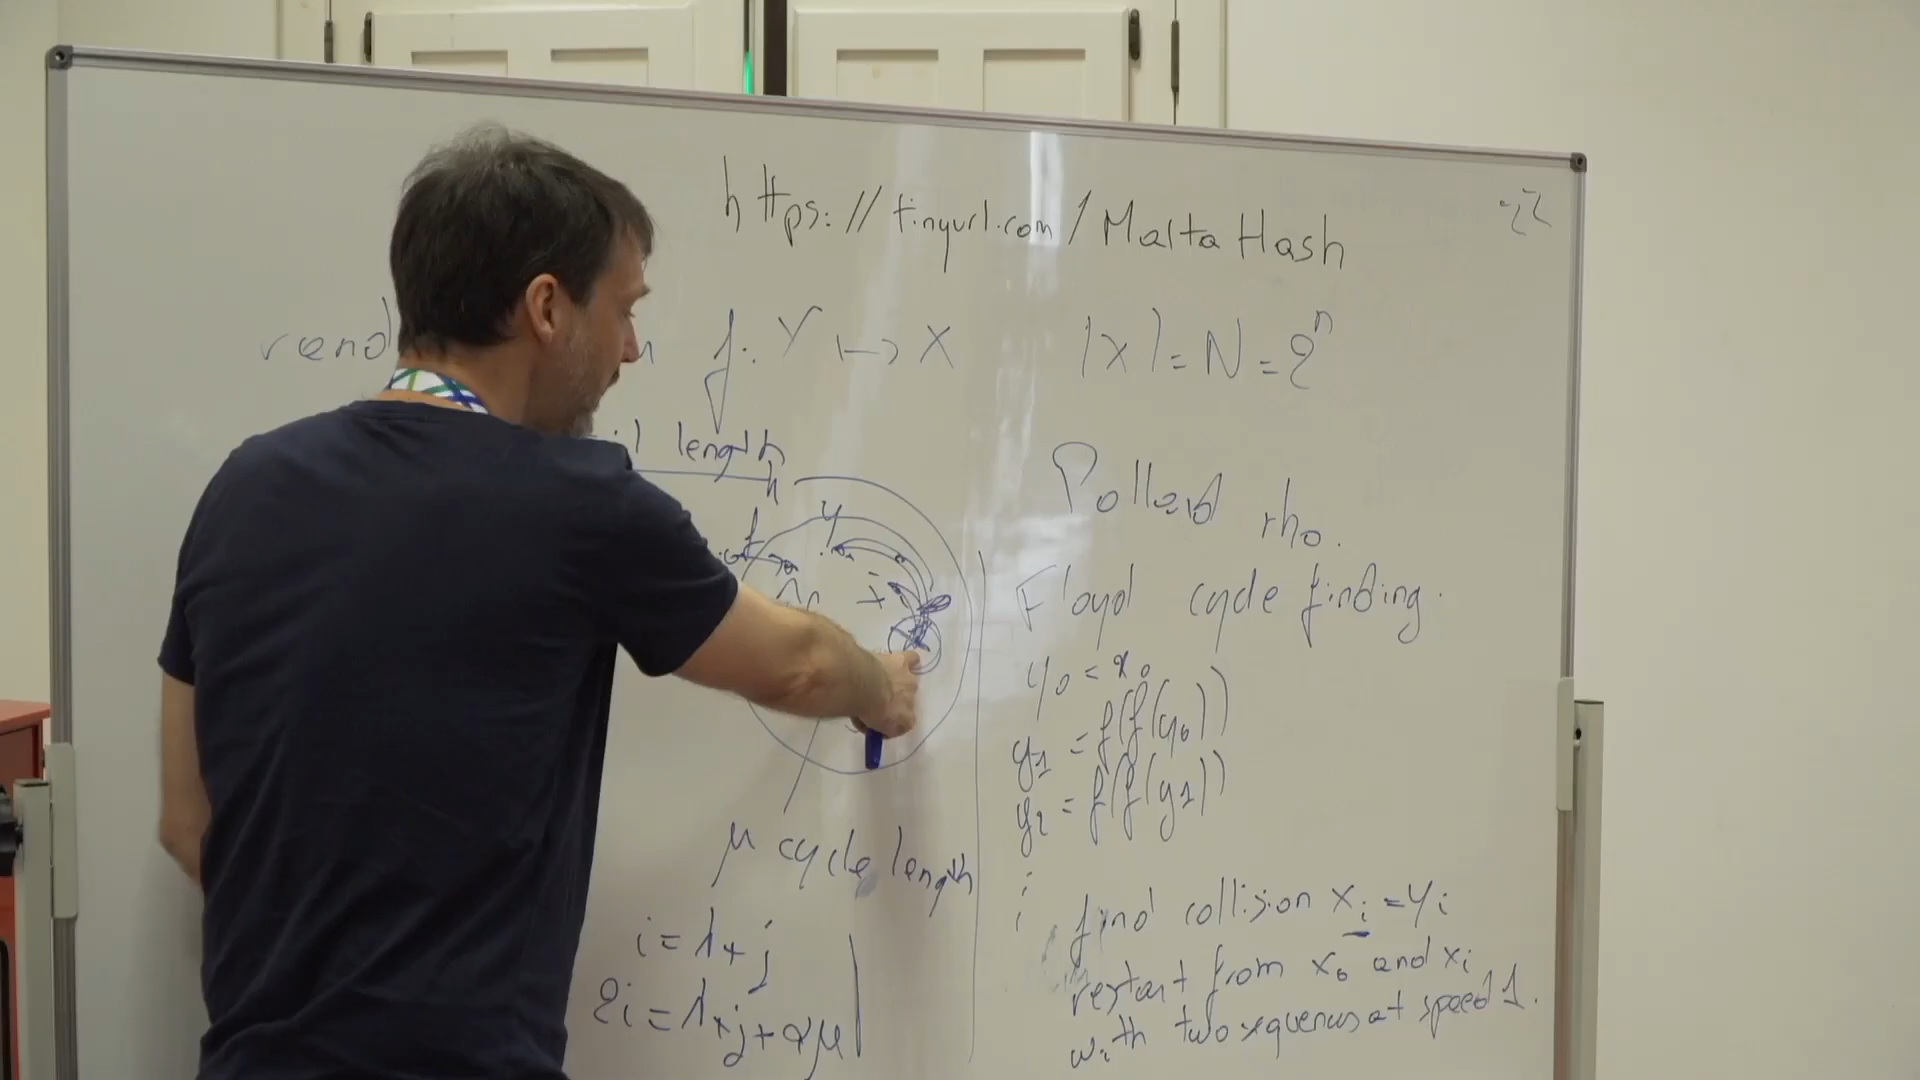 https://tinyurl.com/MaltaHash
f: Y ↦ X |X| = N = 2^n
length
Pollard rho.
y
f
x
Floyd cycle finding.
y0 = x0
y1 = f(f(y0))
y2 = f(f(y1))
μ cycle length
find collision xi = yi
i = λ + j
restart from x0 and xi
2i = λ + j + αμ
with two sequences at speed 1.